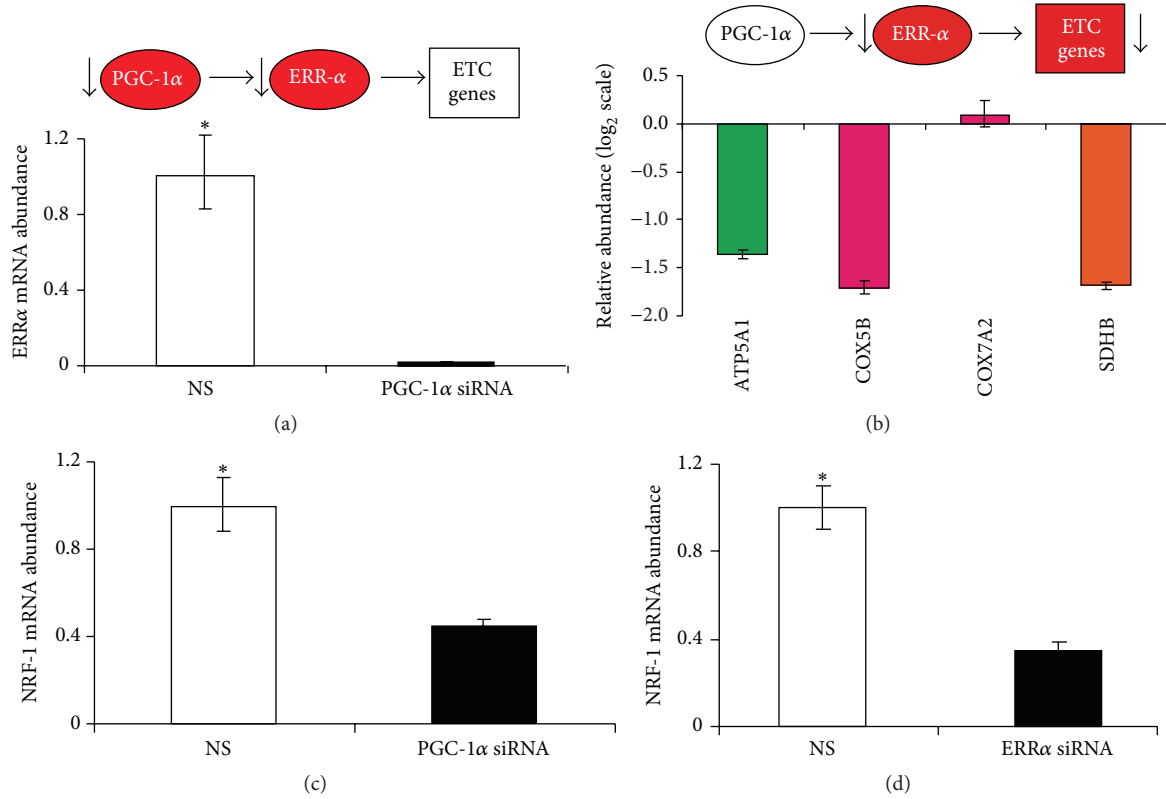 PGC-1α
ERR-α
ETC
genes
ERRα mRNA abundance
1.2
0.8
0.4
0
*
NS
PGC-1α siRNA
(a)
PGC-1α
ERR-α
ETC
genes
Relative abundance (log₂ scale)
0.5
0.0
−0.5
−1.0
−1.5
−2.0
ATP5A1
COX5B
COX7A2
SDHB
(b)
NRF-1 mRNA abundance
1.2
0.8
0.4
0
*
NS
PGC-1α siRNA
(c)
NRF-1 mRNA abundance
1.2
0.8
0.4
0
*
NS
ERRα siRNA
(d)